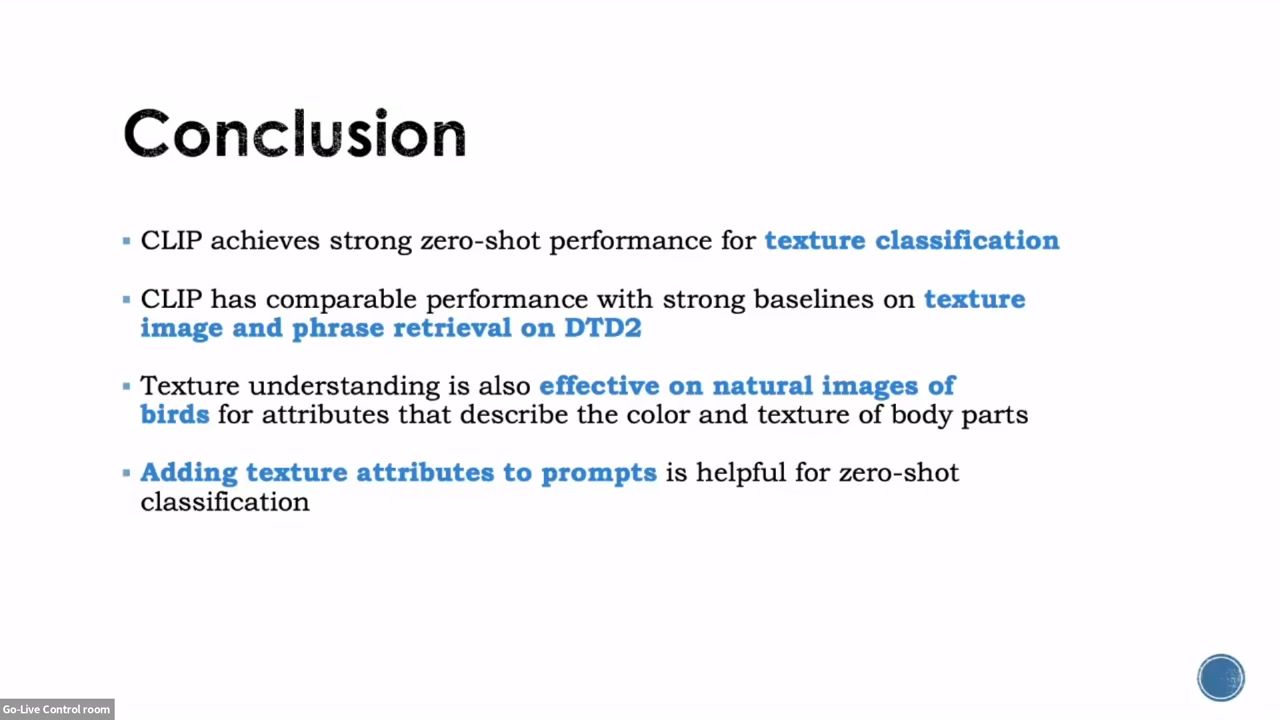 Conclusion
▪ CLIP achieves strong zero-shot performance for texture classification
▪ CLIP has comparable performance with strong baselines on texture
image and phrase retrieval on DTD2
▪ Texture understanding is also effective on natural images of
birds for attributes that describe the color and texture of body parts
▪ Adding texture attributes to prompts is helpful for zero-shot
classification
Go-Live Control room